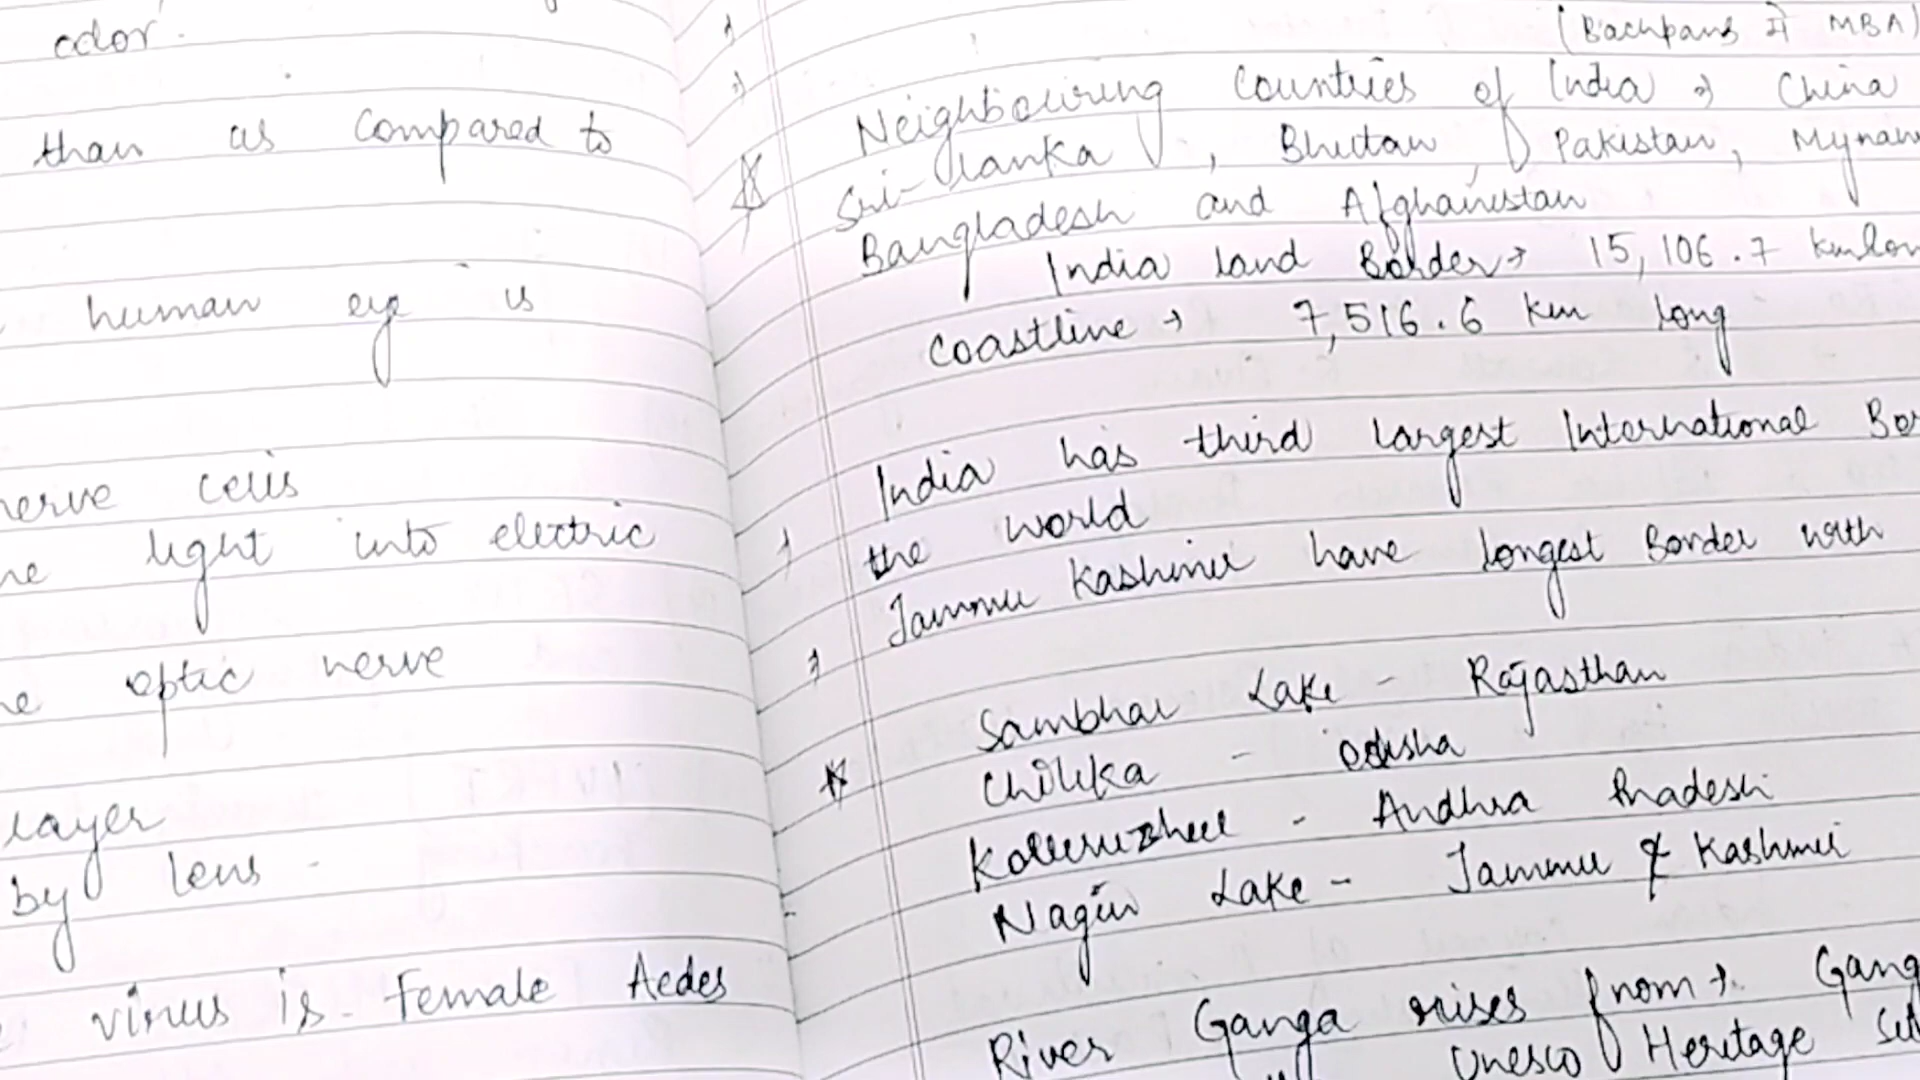 odor.
than as compared to
human eye is
nerve cells
light into electric
optic nerve
layer
by lens
virus is Female Aedes
(Bachpans में MBA)
Neighbouring Countries of India → China
Sri-lanka, Bhutan, Pakistan,
Bangladesh and Afghanistan
India land Border → 15,106.7 km
Coastline → 7,516.6 km long
India has third largest International
the world
Jammu Kashmir have longest Border with
Sambhar Lake - Rajasthan
Chilika - Odisha
- Andhra Pradesh
Nagin Lake - Jammu & Kashmir
River Ganga rises from →
Unesco Heritage